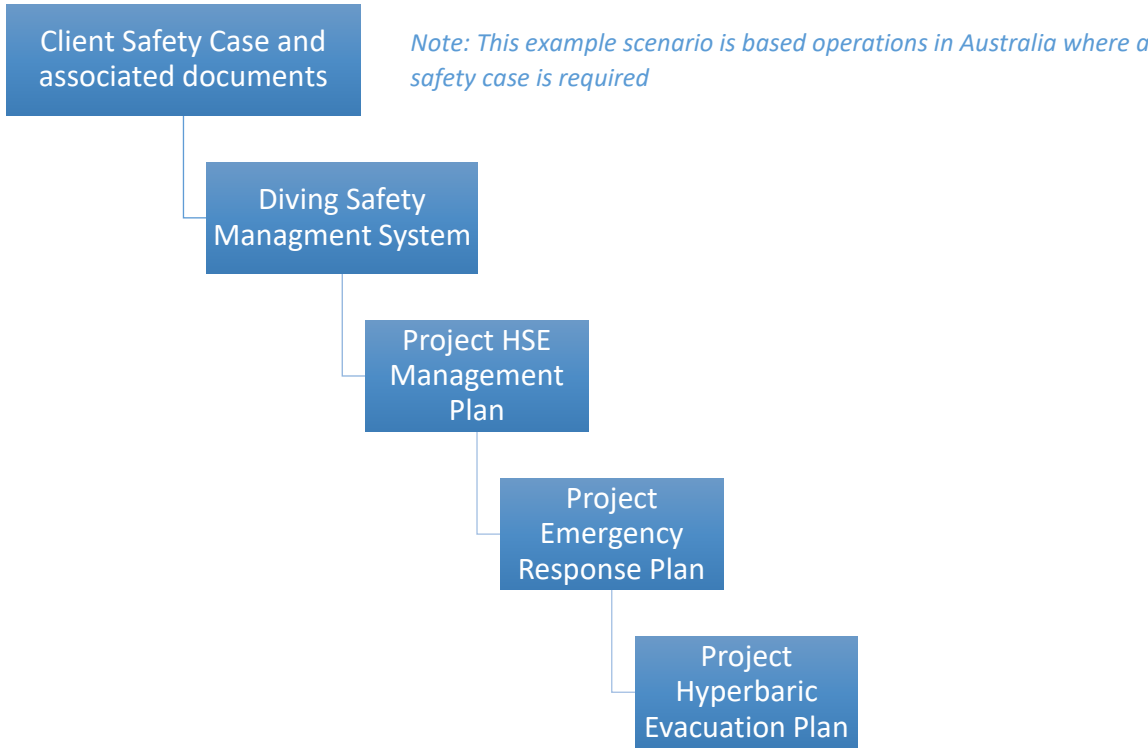 Client Safety Case and
associated documents
Note: This example scenario is based operations in Australia where a
safety case is required
Diving Safety
Managment System
Project HSE
Management
Plan
Project
Emergency
Response Plan
Project
Hyperbaric
Evacuation Plan